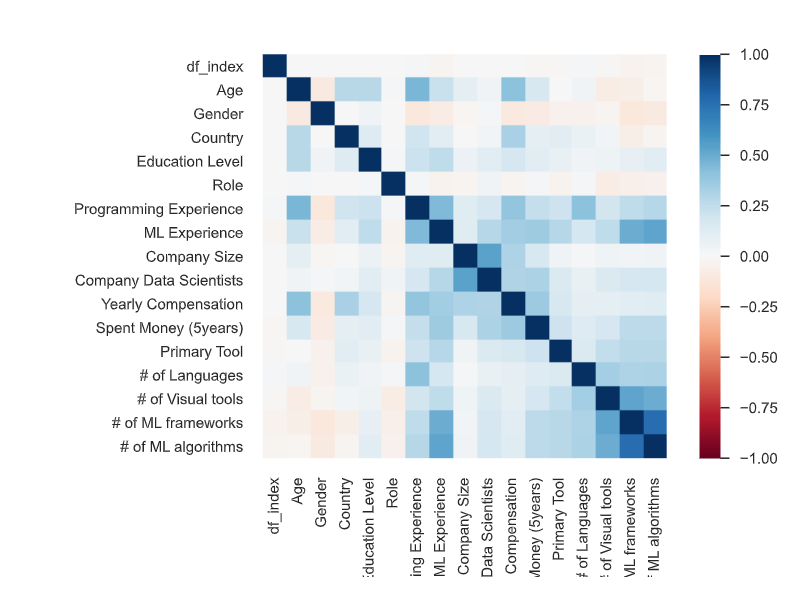 df_index
Age
Gender
Country
Education Level
Role
Programming Experience
ML Experience
Company Size
Company Data Scientists
Yearly Compensation
Spent Money (5years)
Primary Tool
# of Languages
# of Visual tools
# of ML frameworks
# of ML algorithms
1.00
0.75
0.50
0.25
0.00
−0.25
−0.50
−0.75
−1.00
df_index
Age
Gender
Country
Education Level
Role
ing Experience
ML Experience
Company Size
Data Scientists
Compensation
Money (5years)
Primary Tool
# of Languages
of Visual tools
ML frameworks
ML algorithms